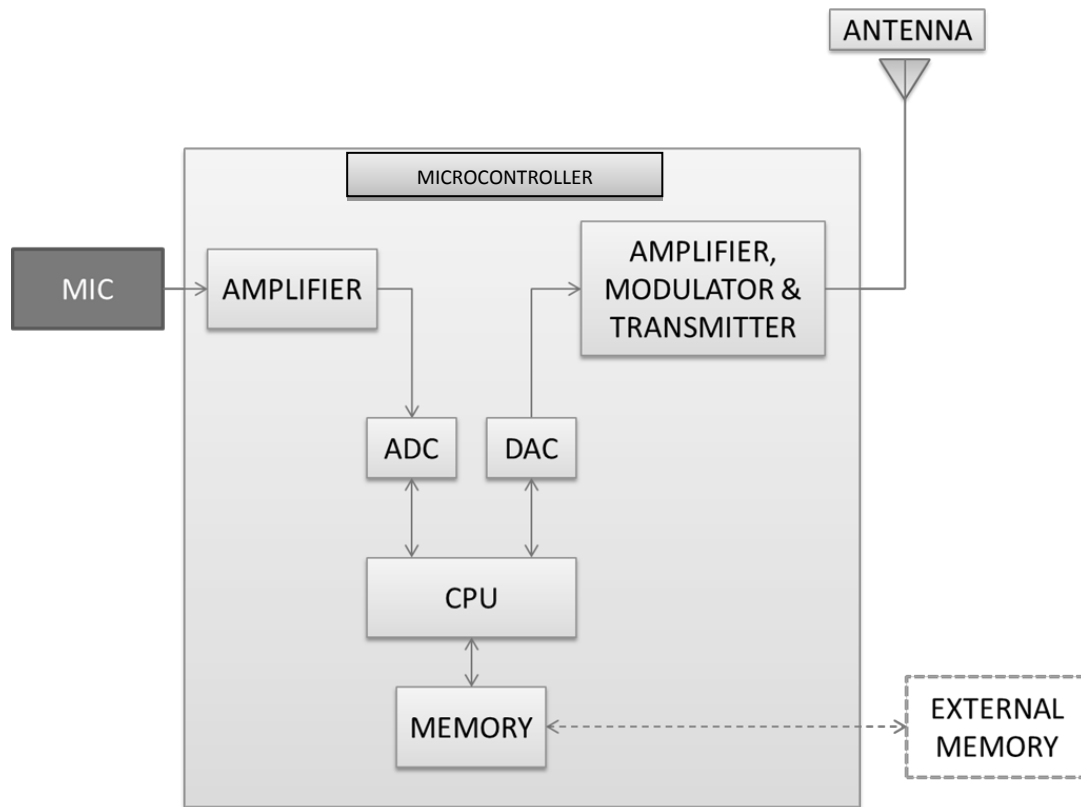 ANTENNA
MICROCONTROLLER
MIC
AMPLIFIER
AMPLIFIER,
MODULATOR &
TRANSMITTER
ADC
DAC
CPU
MEMORY
EXTERNAL
MEMORY